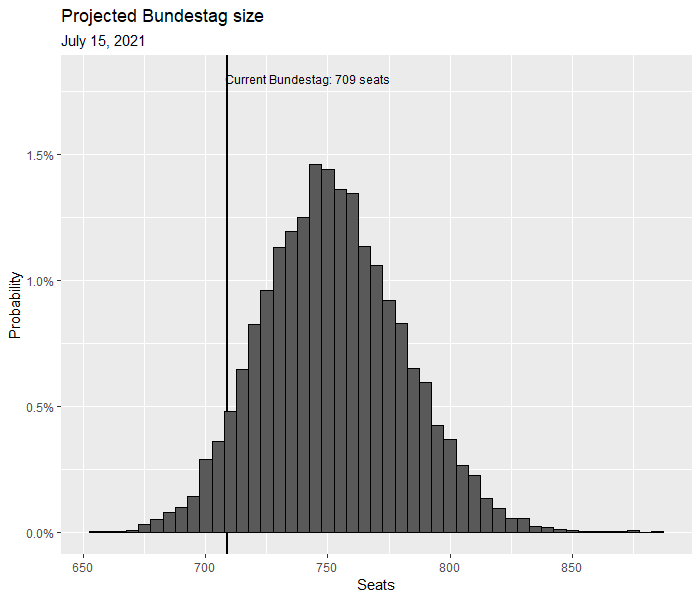 Projected Bundestag size
July 15, 2021
Current Bundestag: 709 seats
1.5%
1.0%
0.5%
0.0%
Probability
650 700 750 800 850
Seats